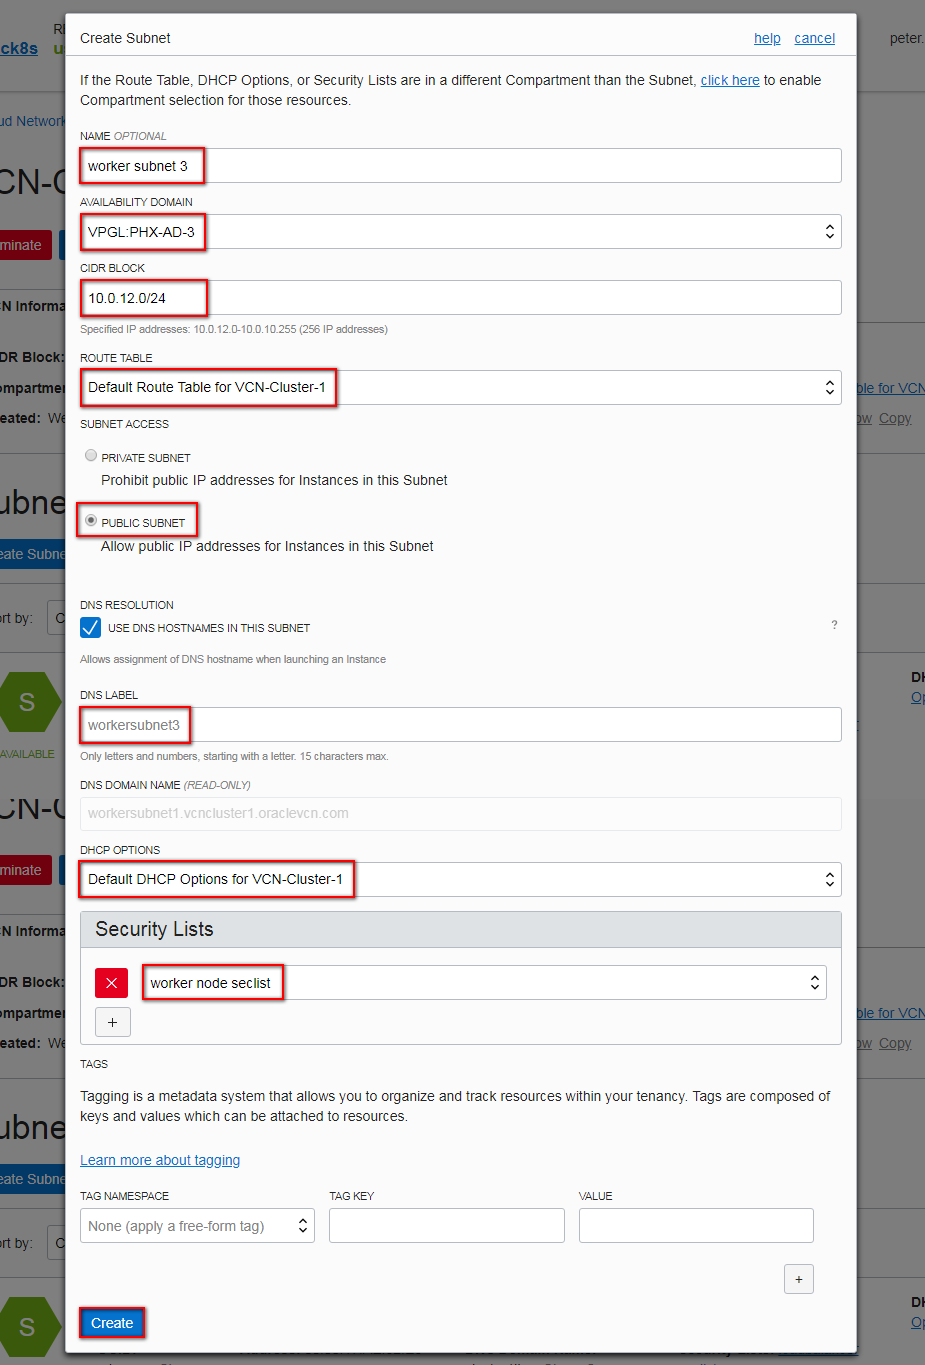 Create Subnet
help cancel
If the Route Table, DHCP Options, or Security Lists are in a different Compartment than the Subnet, click here to enable
Compartment selection for those resources.
NAME OPTIONAL
worker subnet 3
AVAILABILITY DOMAIN
VPGL:PHX-AD-3
CIDR BLOCK
10.0.12.0/24
Specified IP addresses: 10.0.12.0-10.0.10.255 (256 IP addresses)
ROUTE TABLE
Default Route Table for VCN-Cluster-1
SUBNET ACCESS
PRIVATE SUBNET
Prohibit public IP addresses for Instances in this Subnet
PUBLIC SUBNET
Allow public IP addresses for Instances in this Subnet
DNS RESOLUTION
USE DNS HOSTNAMES IN THIS SUBNET
?
Allows assignment of DNS hostname when launching an Instance
DNS LABEL
workersubnet3
Only letters and numbers, starting with a letter. 15 characters max.
DNS DOMAIN NAME (READ-ONLY)
workersubnet1.vcncluster1.oraclevcn.com
DHCP OPTIONS
Default DHCP Options for VCN-Cluster-1
Security Lists
worker node seclist
+
TAGS
Tagging is a metadata system that allows you to organize and track resources within your tenancy. Tags are composed of
keys and values which can be attached to resources.
Learn more about tagging
TAG NAMESPACE TAG KEY VALUE
None (apply a free-form tag)
+
Create
ck8s
peter.
ud Network
CN-C
minate
N Informa
DR Block:
ompartmen
ble for VCN
eated: We
ow Copy
ubne
eate Subne
ort by: C
S
AVAILABLE
DH
Op
CN-C
minate
N Informa
DR Block:
ompartmen
ble for VCN
eated: We
ow Copy
ubne
eate Subne
ort by: C
S
DH
Op